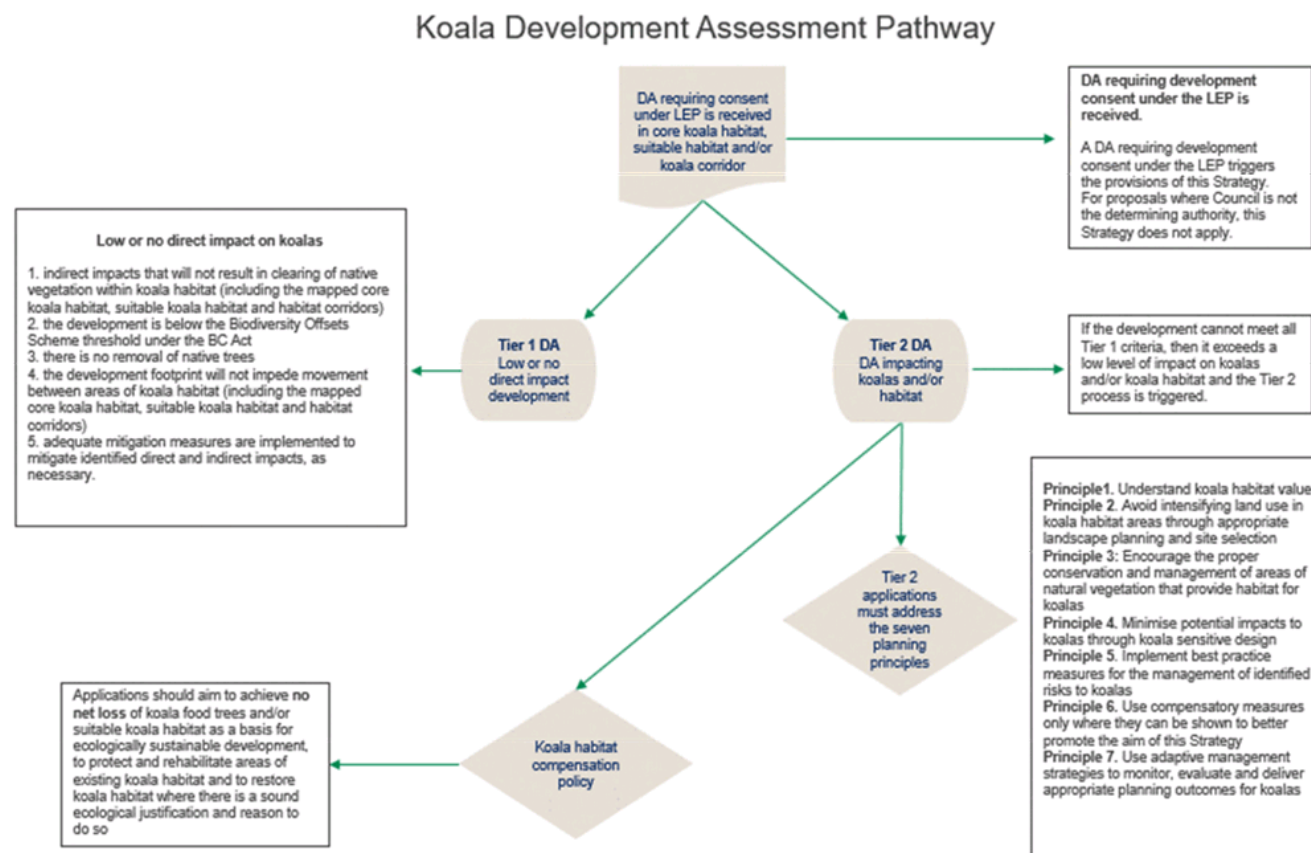 Koala Development Assessment Pathway
DA requiring consent
under LEP is received
in core koala habitat,
suitable habitat and/or
koala corridor
DA requiring development
consent under the LEP is
received.
A DA requiring development
consent under the LEP triggers
the provisions of this Strategy.
For proposals where Council is not
the determining authority, this
Strategy does not apply.
Low or no direct impact on koalas
1. indirect impacts that will not result in clearing of native
vegetation within koala habitat (including the mapped core
koala habitat, suitable koala habitat and habitat corridors)
2. the development is below the Biodiversity Offsets
Scheme threshold under the BC Act
3. there is no removal of native trees
4. the development footprint will not impede movement
between areas of koala habitat (including the mapped
core koala habitat, suitable koala habitat and habitat
corridors)
5. adequate mitigation measures are implemented to
mitigate identified direct and indirect impacts, as
necessary.
Tier 1 DA
Low or no
direct impact
development
Tier 2 DA
DA impacting
koalas and/or
habitat
If the development cannot meet all
Tier 1 criteria, then it exceeds a
low level of impact on koalas
and/or koala habitat and the Tier 2
process is triggered.
Tier 2
applications
must address
the seven
planning
principles
Principle1. Understand koala habitat value
Principle 2. Avoid intensifying land use in
koala habitat areas through appropriate
landscape planning and site selection
Principle 3: Encourage the proper
conservation and management of areas of
natural vegetation that provide habitat for
koalas
Principle 4. Minimise potential impacts to
koalas through koala sensitive design
Principle 5. Implement best practice
measures for the management of identified
risks to koalas
Principle 6. Use compensatory measures
only where they can be shown to better
promote the aim of this Strategy
Principle 7. Use adaptive management
strategies to monitor, evaluate and deliver
appropriate planning outcomes for koalas
Applications should aim to achieve no
net loss of koala food trees and/or
suitable koala habitat as a basis for
ecologically sustainable development,
to protect and rehabilitate areas of
existing koala habitat and to restore
koala habitat where there is a sound
ecological justification and reason to
do so
Koala habitat
compensation
policy